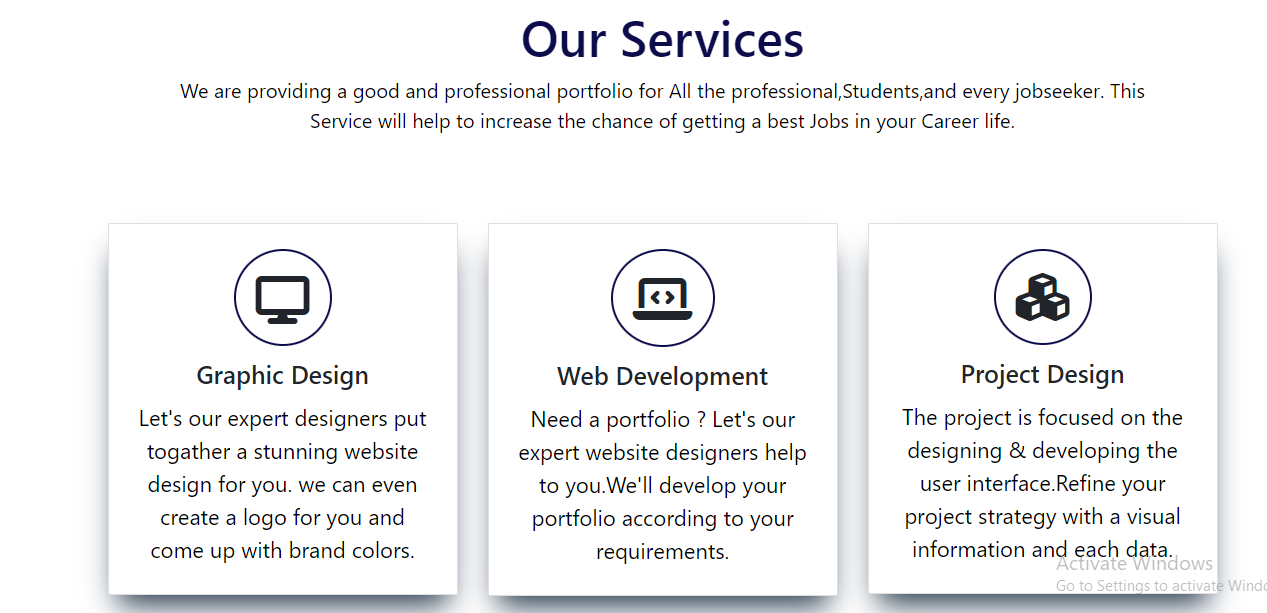 Our Services
We are providing a good and professional portfolio for All the professional,Students,and every jobseeker. This
Service will help to increase the chance of getting a best Jobs in your Career life.
Graphic Design
Let's our expert designers put
togather a stunning website
design for you. we can even
create a logo for you and
come up with brand colors.
Web Development
Need a portfolio ? Let's our
expert website designers help
to you.We'll develop your
portfolio according to your
requirements.
Project Design
The project is focused on the
designing & developing the
user interface.Refine your
project strategy with a visual
information and each data.
Activate Windows
Go to Settings to activate Windo